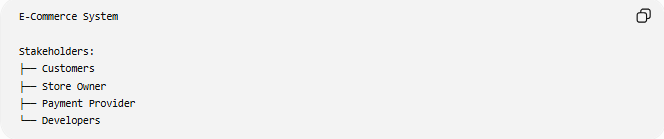 E-Commerce System
Stakeholders:
├── Customers
├── Store Owner
├── Payment Provider
└── Developers